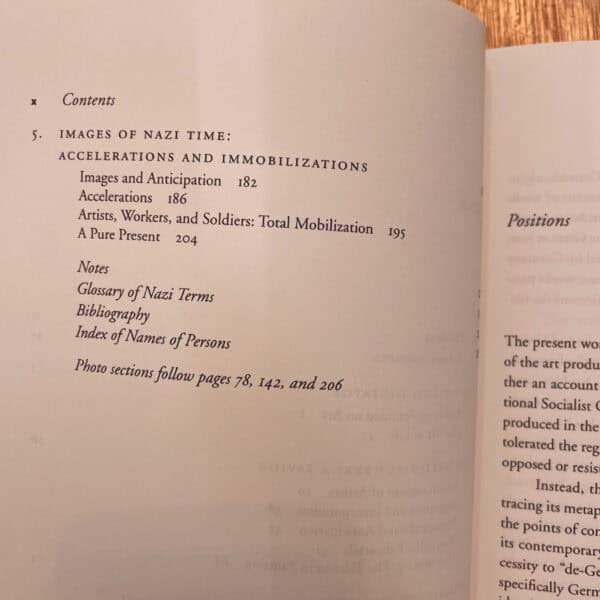 x Contents
5. IMAGES OF NAZI TIME:
ACCELERATIONS AND IMMOBILIZATIONS
Images and Anticipation 182
Accelerations 186
Artists, Workers, and Soldiers: Total Mobilization 195
A Pure Present 204
Notes
Glossary of Nazi Terms
Bibliography
Index of Names of Persons
Photo sections follow pages 78, 142, and 206
Positions
The present wo
of the art produ
ther an account
tional Socialist
produced in the
tolerated the reg
opposed or resis
Instead, th
tracing its metap
the points of con
its contemporary
cessity to "de-Ge
specifically Germ